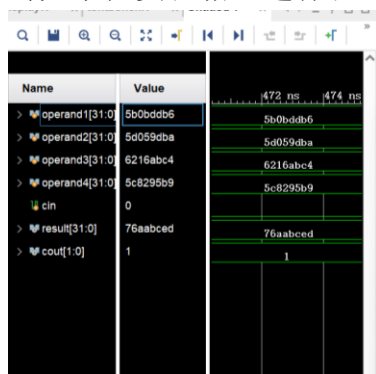 Name Value
472 ns 474 ns
operand1[31:0] 5b0bddb6 5b0bddb6
operand2[31:0] 5d059dba 5d059dba
operand3[31:0] 6216abc4 6216abc4
operand4[31:0] 5c8295b9 5c8295b9
cin 0
result[31:0] 76aabced 76aabced
cout[1:0] 1 1